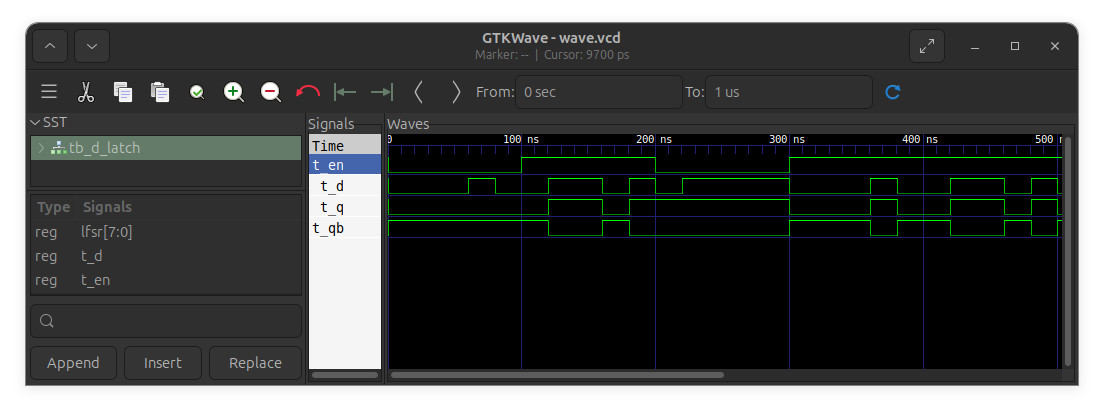 GTKWave - wave.vcd
Marker: -- | Cursor: 9700 ps
From: 0 sec To: 1 us
SST
tb_d_latch
Type Signals
reg lfsr[7:0]
reg t_d
reg t_en
Append Insert Replace
Signals
Time
t_en
t_d
t_q
t_qb
Waves
0 100 ns 200 ns 300 ns 400 ns 500